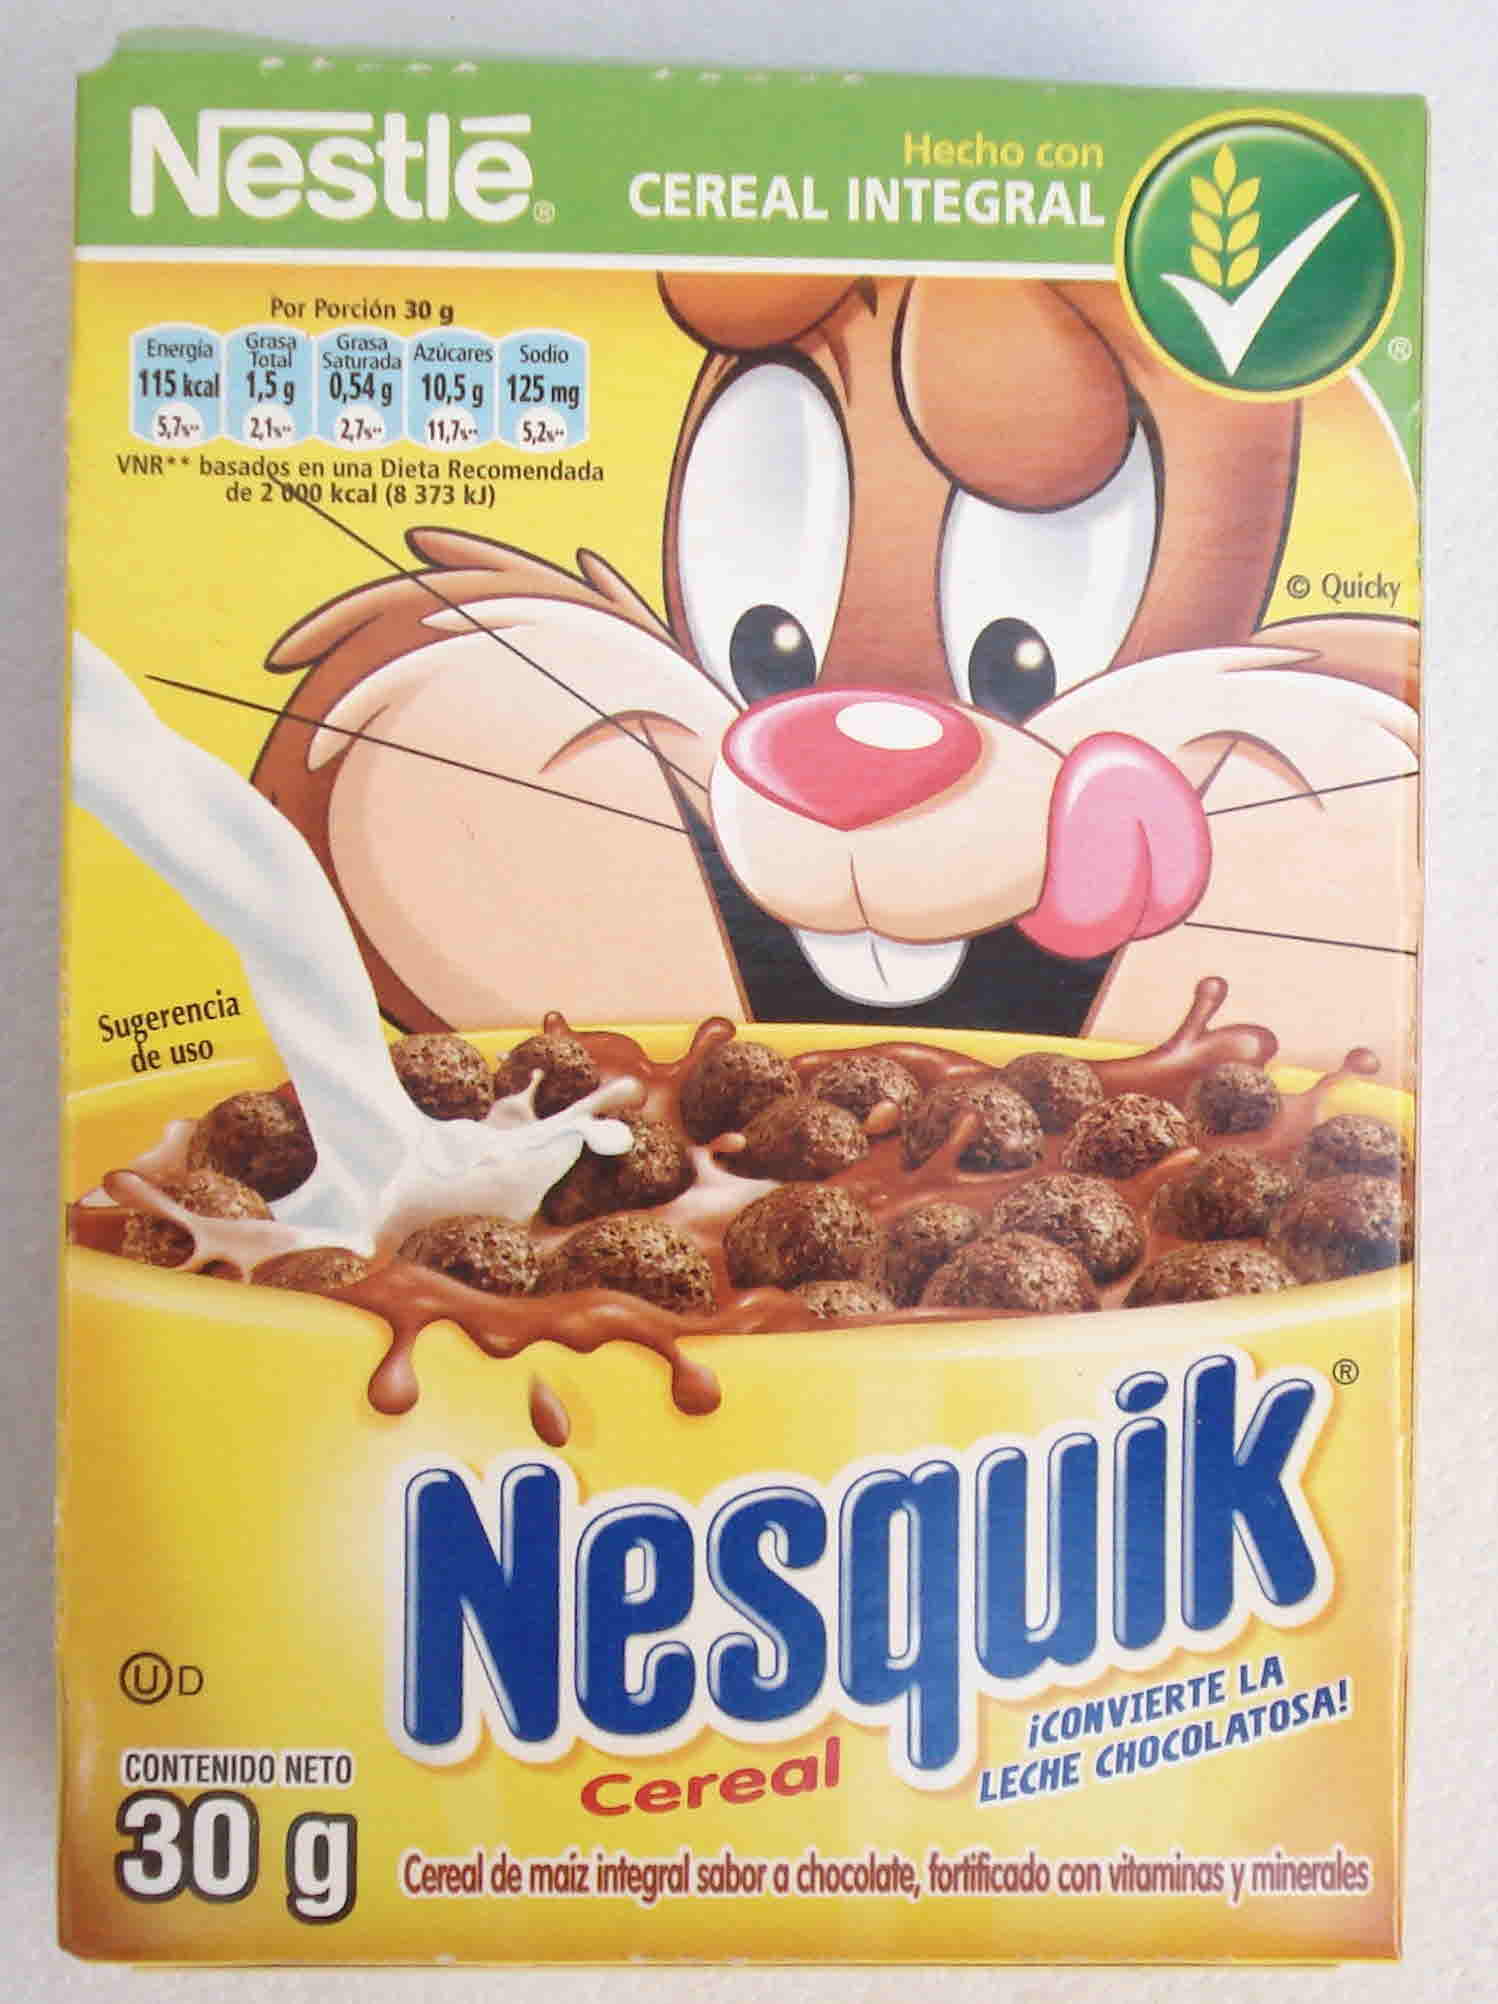 Nestlé®
Hecho con
CEREAL INTEGRAL
®
Por Porción 30 g
Energía
115 kcal
5,7%**
Grasa
Total
1,5 g
2,1%**
Grasa
Saturada
0,54 g
2,7%**
Azúcares
10,5 g
11,7%**
Sodio
125 mg
5,2%**
VNR** basados en una Dieta Recomendada
de 2 000 kcal (8 373 kJ)
© Quicky
Sugerencia
de uso
Nesquik®
Cereal
¡CONVIERTE LA
LECHE CHOCOLATOSA!
U D
CONTENIDO NETO
30 g
Cereal de maíz integral sabor a chocolate, fortificado con vitaminas y minerales